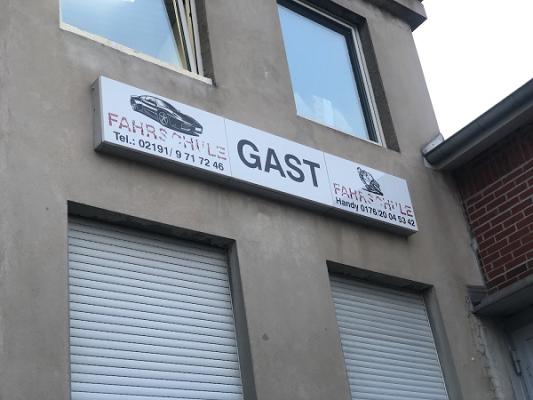 FAHRSCHULE
Tel.: 02191/ 9 71 72 46
GAST
FAHRSCHULE
Handy 0176/20 04 53 42